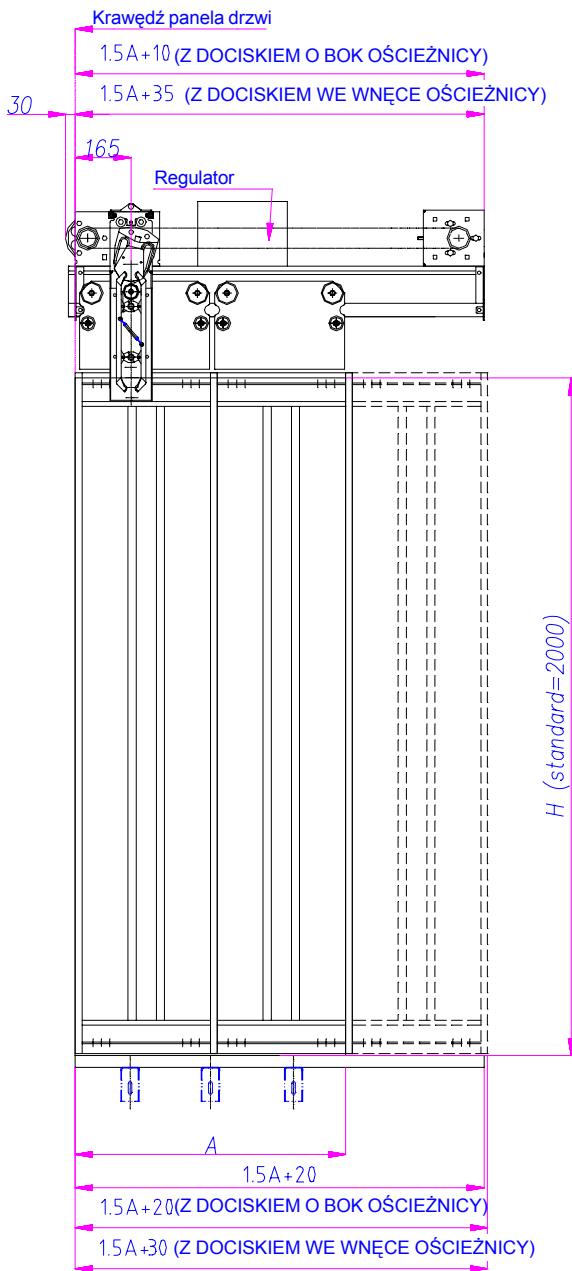 Krawędź panela drzwi
1.5A+10 (Z DOCISKIEM O BOK OŚCIEŻNICY)
1.5A+35 (Z DOCISKIEM WE WNĘCE OŚCIEŻNICY)
30
165
Regulator
H (standard=2000)
A
1.5A+20
1.5A+20(Z DOCISKIEM O BOK OŚCIEŻNICY)
1.5A+30 (Z DOCISKIEM WE WNĘCE OŚCIEŻNICY)